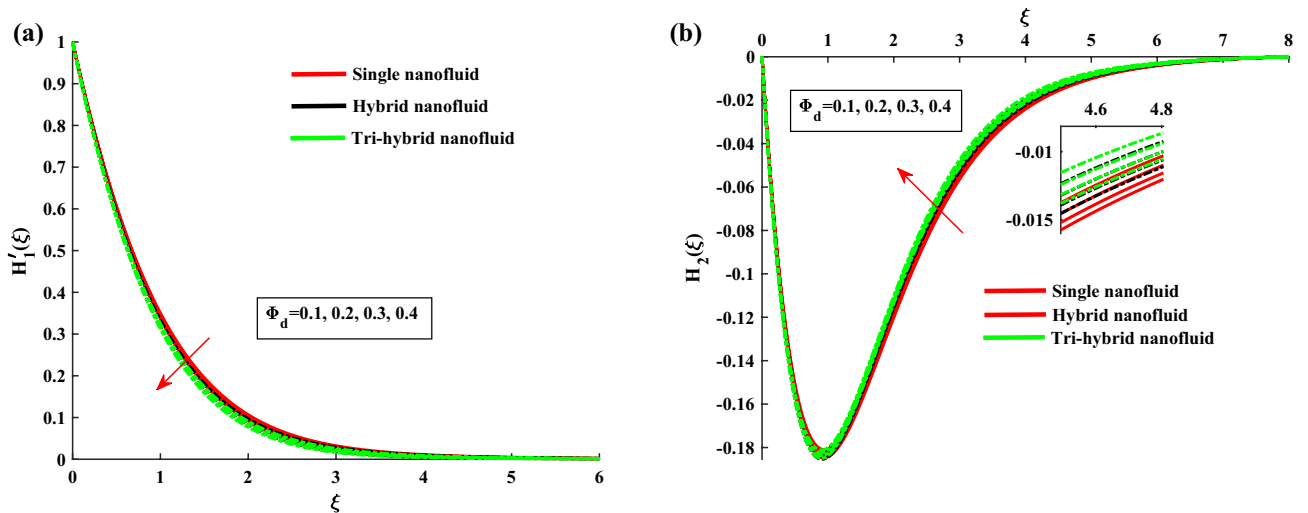 (a)
1
0.9
0.8
0.7
0.6
0.5
0.4
0.3
0.2
0.1
0
H'₁(ξ)
Single nanofluid
Hybrid nanofluid
Tri-hybrid nanofluid
Φ_d=0.1, 0.2, 0.3, 0.4
0 1 2 3 4 5 6
ξ
(b)
ξ
0 1 2 3 4 5 6 7 8
0
-0.02
-0.04
-0.06
-0.08
-0.1
-0.12
-0.14
-0.16
-0.18
H₂(ξ)
Φ_d=0.1, 0.2, 0.3, 0.4
4.6 4.8
-0.01
-0.015
Single nanofluid
Hybrid nanofluid
Tri-hybrid nanofluid